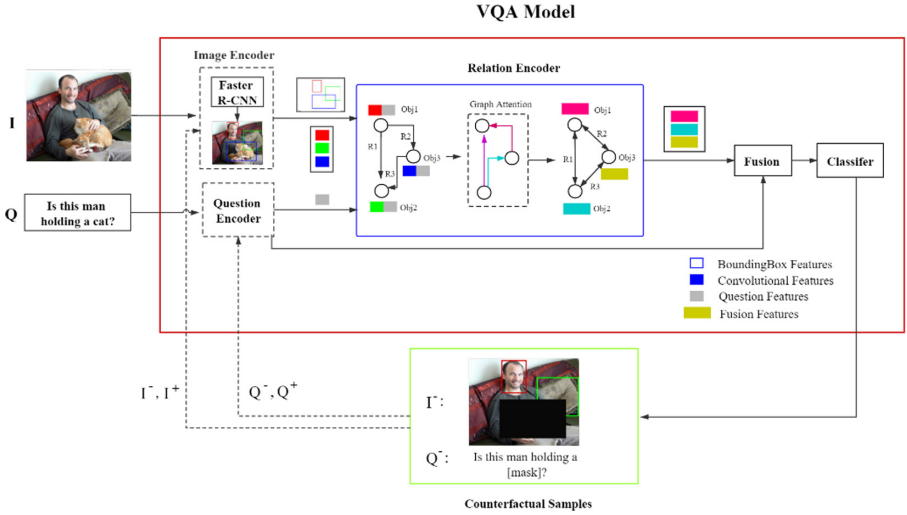 VQA Model
Image Encoder
Faster
R-CNN
Relation Encoder
I
Obj1
R2
R1
Obj3
R3
Obj2
Graph Attention
Obj1
R2
R1
Obj3
R3
Obj2
Fusion
Classifer
Q
Is this man
holding a cat?
Question
Encoder
BoundingBox Features
Convolutional Features
Question Features
Fusion Features
I⁻, I⁺
Q⁻, Q⁺
I⁻:
Q⁻:
Is this man holding a
[mask]?
Counterfactual Samples